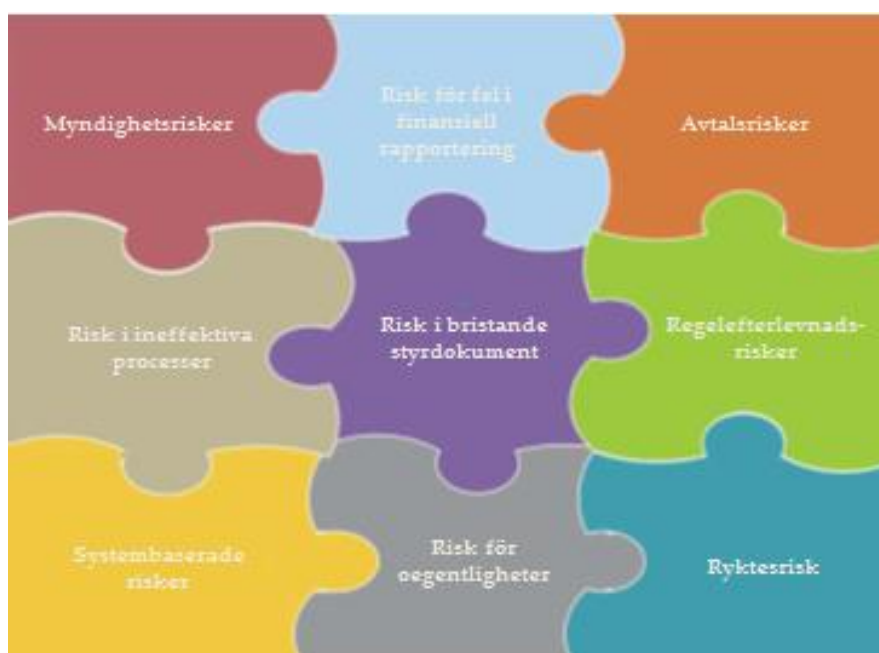 Myndighetsrisker
Risk för fel i
finansiell
rapportering
Avtalsrisker
Risk i ineffektiva
processer
Risk i bristande
styrdokument
Regelefterlevnads-
risker
Systembaserade
risker
Risk för
oegentligheter
Ryktesrisk